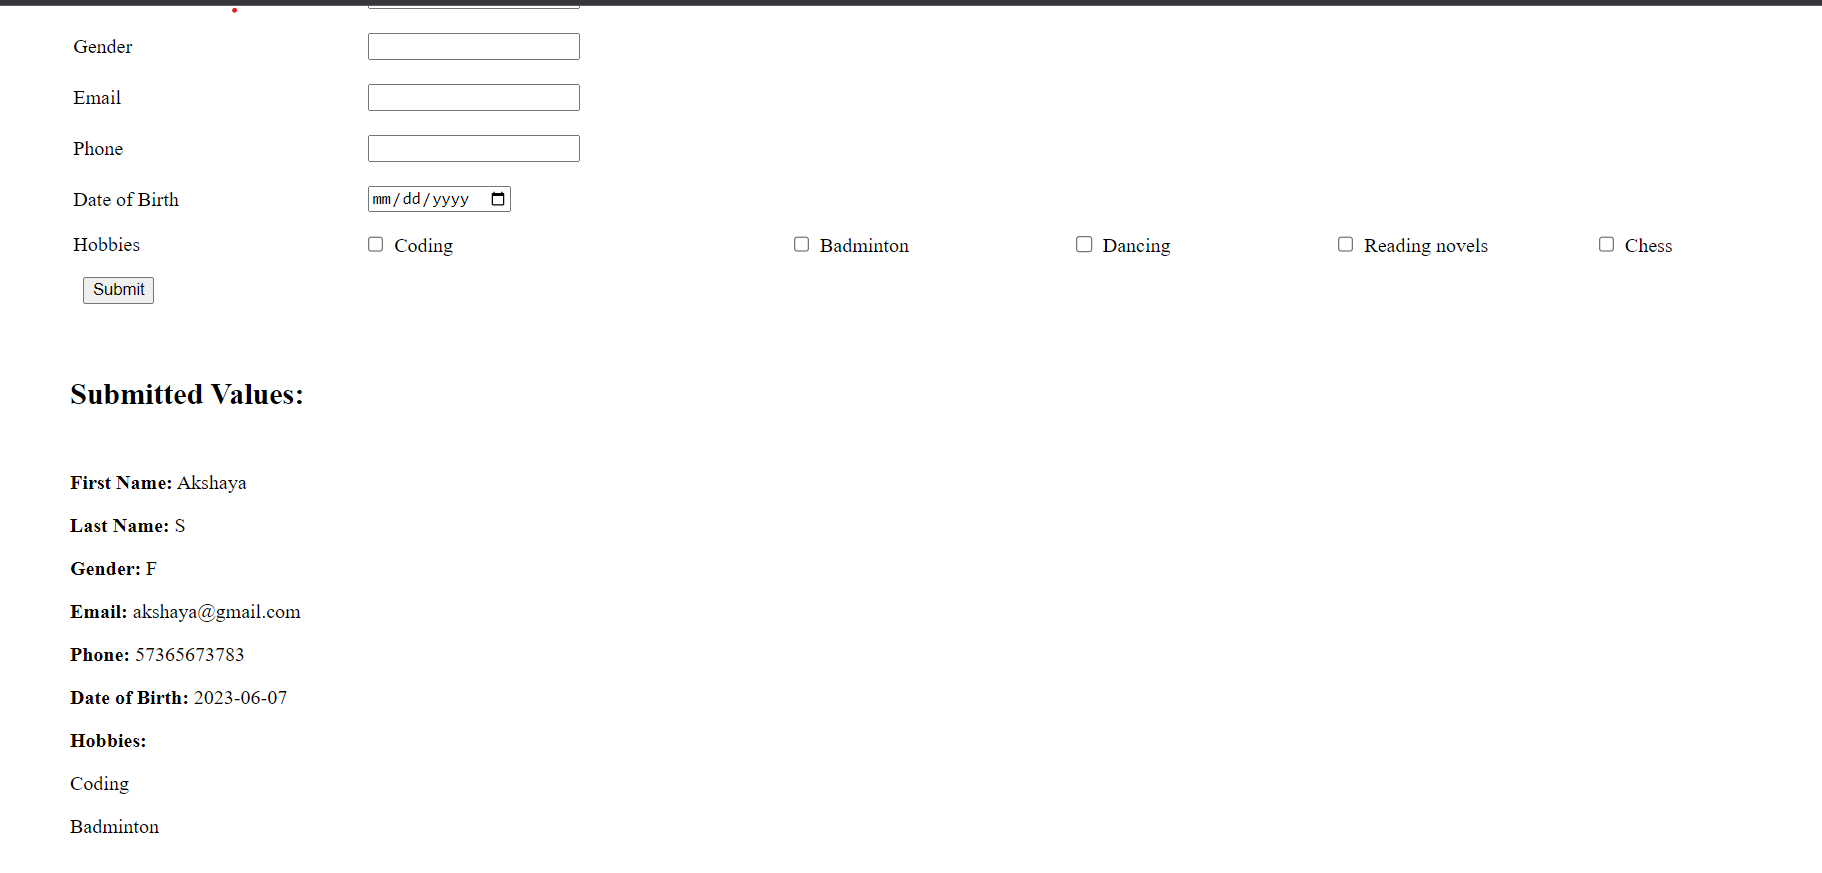 Gender
Email
Phone
Date of Birth mm/dd/yyyy
Hobbies Coding Badminton Dancing Reading novels Chess
Submit
Submitted Values:
First Name: Akshaya
Last Name: S
Gender: F
Email: akshaya@gmail.com
Phone: 57365673783
Date of Birth: 2023-06-07
Hobbies:
Coding
Badminton